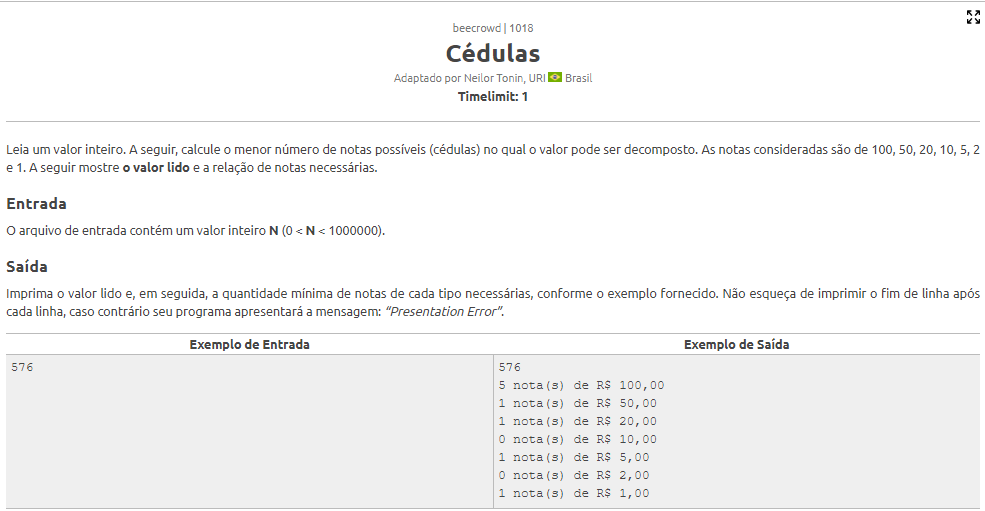 beecrowd | 1018
Cédulas
Adaptado por Neilor Tonin, URI Brasil
Timelimit: 1
Leia um valor inteiro. A seguir, calcule o menor número de notas possíveis (cédulas) no qual o valor pode ser decomposto. As notas consideradas são de 100, 50, 20, 10, 5, 2
e 1. A seguir mostre o valor lido e a relação de notas necessárias.
Entrada
O arquivo de entrada contém um valor inteiro N (0 < N < 1000000).
Saída
Imprima o valor lido e, em seguida, a quantidade mínima de notas de cada tipo necessárias, conforme o exemplo fornecido. Não esqueça de imprimir o fim de linha após
cada linha, caso contrário seu programa apresentará a mensagem: “Presentation Error”.
Exemplo de Entrada
Exemplo de Saída
576
576
5 nota(s) de R$ 100,00
1 nota(s) de R$ 50,00
1 nota(s) de R$ 20,00
0 nota(s) de R$ 10,00
1 nota(s) de R$ 5,00
0 nota(s) de R$ 2,00
1 nota(s) de R$ 1,00